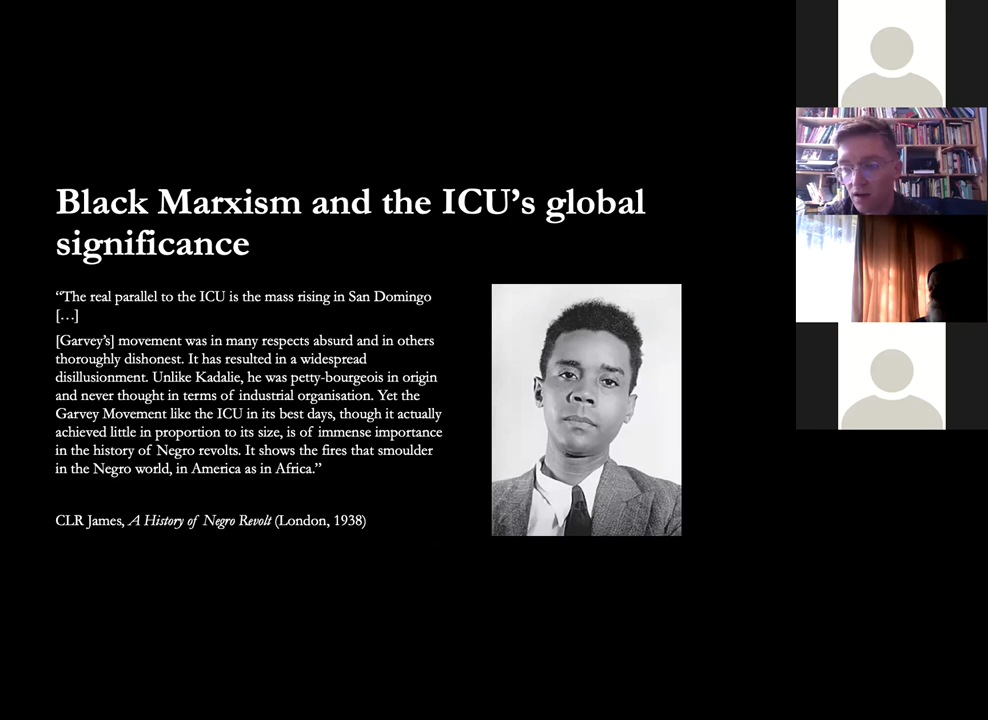 Black Marxism and the ICU’s global
significance
“The real parallel to the ICU is the mass rising in San Domingo
[…]
[Garvey’s] movement was in many respects absurd and in others
thoroughly dishonest. It has resulted in a widespread
disillusionment. Unlike Kadalie, he was petty-bourgeois in origin
and never thought in terms of industrial organisation. Yet the
Garvey Movement like the ICU in its best days, though it actually
achieved little in proportion to its size, is of immense importance
in the history of Negro revolts. It shows the fires that smoulder
in the Negro world, in America as in Africa.”
CLR James, A History of Negro Revolt (London, 1938)